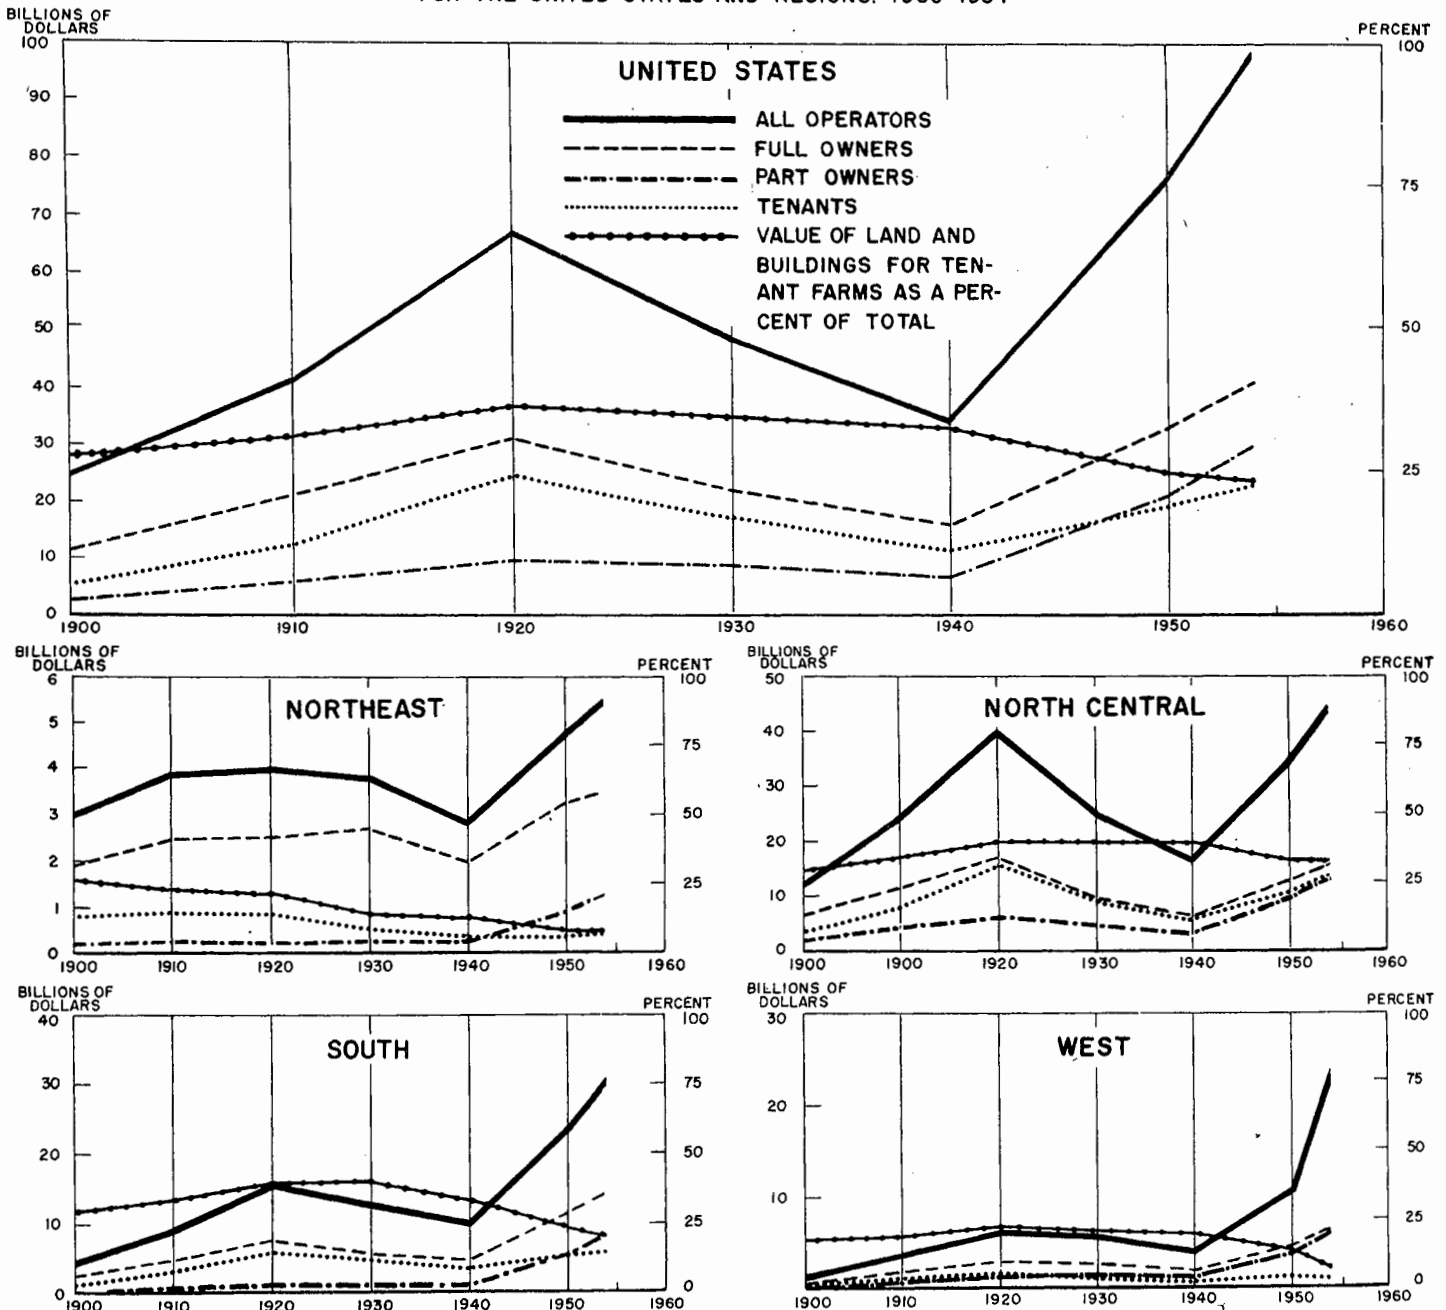 BILLIONS OF
DOLLARS
PERCENT
100
90
80
70
60
50
40
30
20
10
0
100
75
50
25
UNITED STATES
ALL OPERATORS
FULL OWNERS
PART OWNERS
TENANTS
VALUE OF LAND AND
BUILDINGS FOR TEN-
ANT FARMS AS A PER-
CENT OF TOTAL
1900 1910 1920 1930 1940 1950 1960
BILLIONS OF
DOLLARS
PERCENT
NORTHEAST
6
5
4
3
2
1
0
100
75
50
25
0
1900 1910 1920 1930 1940 1950 1960
BILLIONS OF
DOLLARS
PERCENT
NORTH CENTRAL
50
40
30
20
10
0
100
75
50
25
0
1900 1900 1920 1930 1940 1950 1960
BILLIONS OF
DOLLARS
PERCENT
SOUTH
40
30
20
10
0
100
75
50
25
0
1900 1910 1920 1930 1940 1950 1960
BILLIONS OF
DOLLARS
PERCENT
WEST
30
20
10
100
75
50
25
0
1900 1910 1920 1930 1940 1950 1960